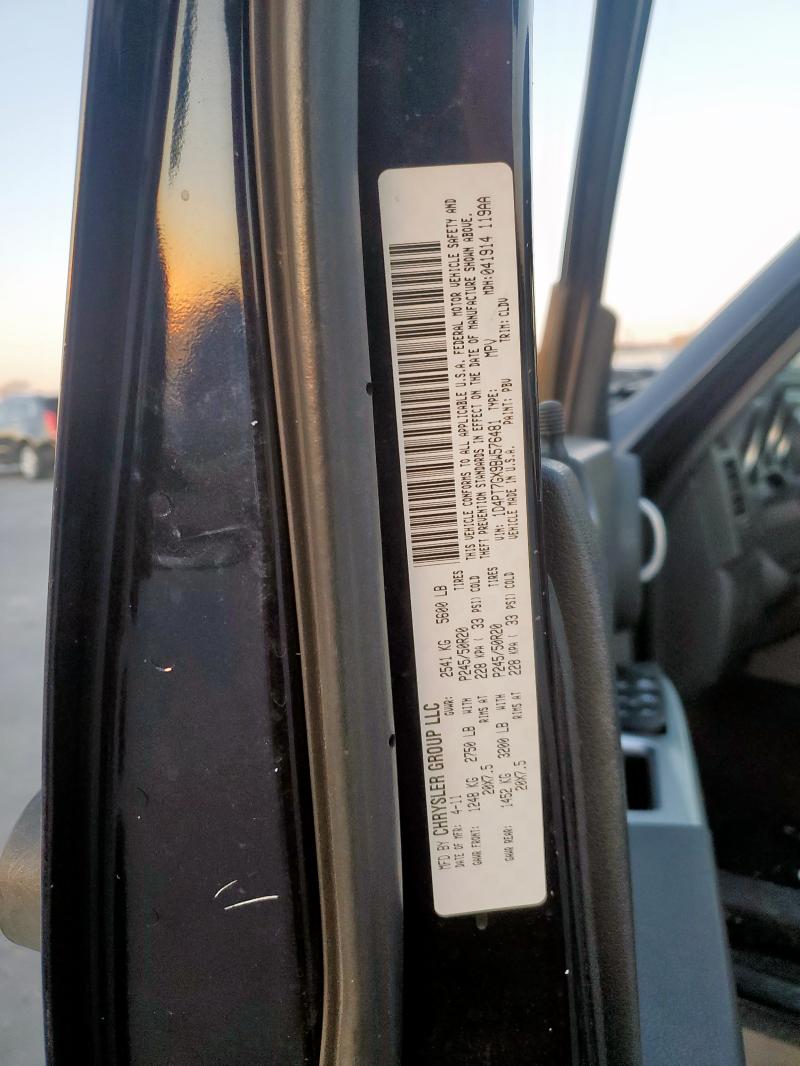 MFD BY CHRYSLER GROUP LLC
DATE OF MFR: 4-11 GVWR: 2541 KG 5600 LB
GAWR FRONT: 1248 KG 2750 LB WITH P245/50R20 TIRES
20X7.5 RIMS AT 228 KPA ( 33 PSI) COLD
GAWR REAR: 1452 KG 3200 LB WITH P245/50R20 TIRES
20X7.5 RIMS AT 228 KPA ( 33 PSI) COLD
THIS VEHICLE CONFORMS TO ALL APPLICABLE U.S.A. FEDERAL MOTOR VEHICLE SAFETY AND
THEFT PREVENTION STANDARDS IN EFFECT ON THE DATE OF MANUFACTURE SHOWN ABOVE.
VIN: 1D4PT7GX9BW576481 TYPE: MPV MDH:041914 119AA
VEHICLE MADE IN U.S.A. PAINT: PBV TRIM: CLDV